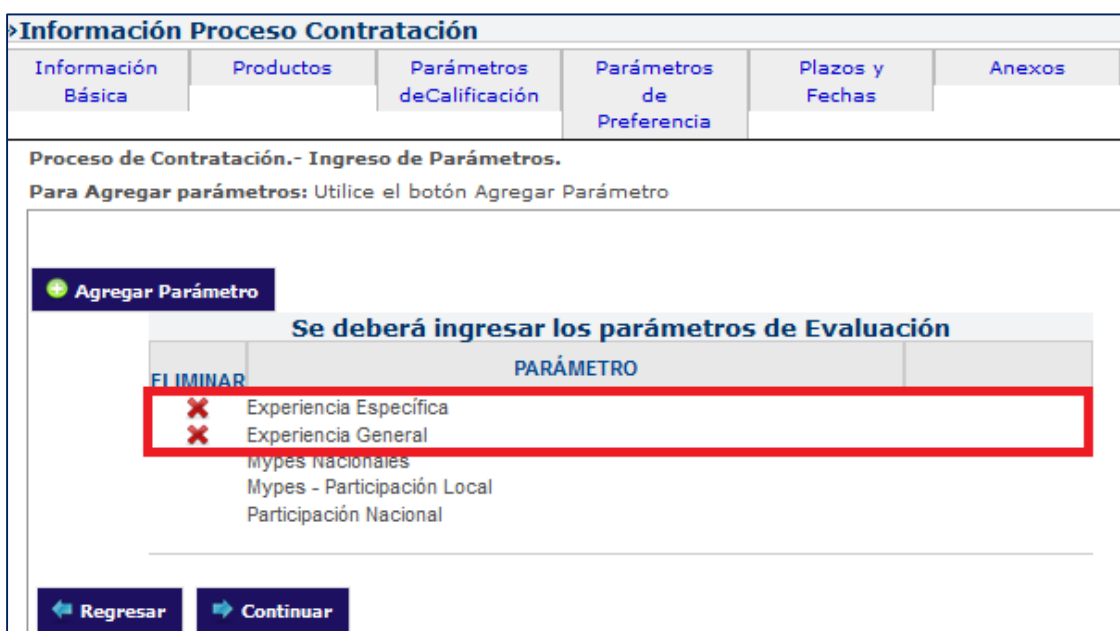 ›Información Proceso Contratación
Información Básica
Productos
Parámetros deCalificación
Parámetros de Preferencia
Plazos y Fechas
Anexos
Proceso de Contratación.- Ingreso de Parámetros.
Para Agregar parámetros: Utilice el botón Agregar Parámetro
Agregar Parámetro
Se deberá ingresar los parámetros de Evaluación
ELIMINAR PARÁMETRO
Experiencia Específica
Experiencia General
Mypes Nacionales
Mypes - Participación Local
Participación Nacional
Regresar Continuar